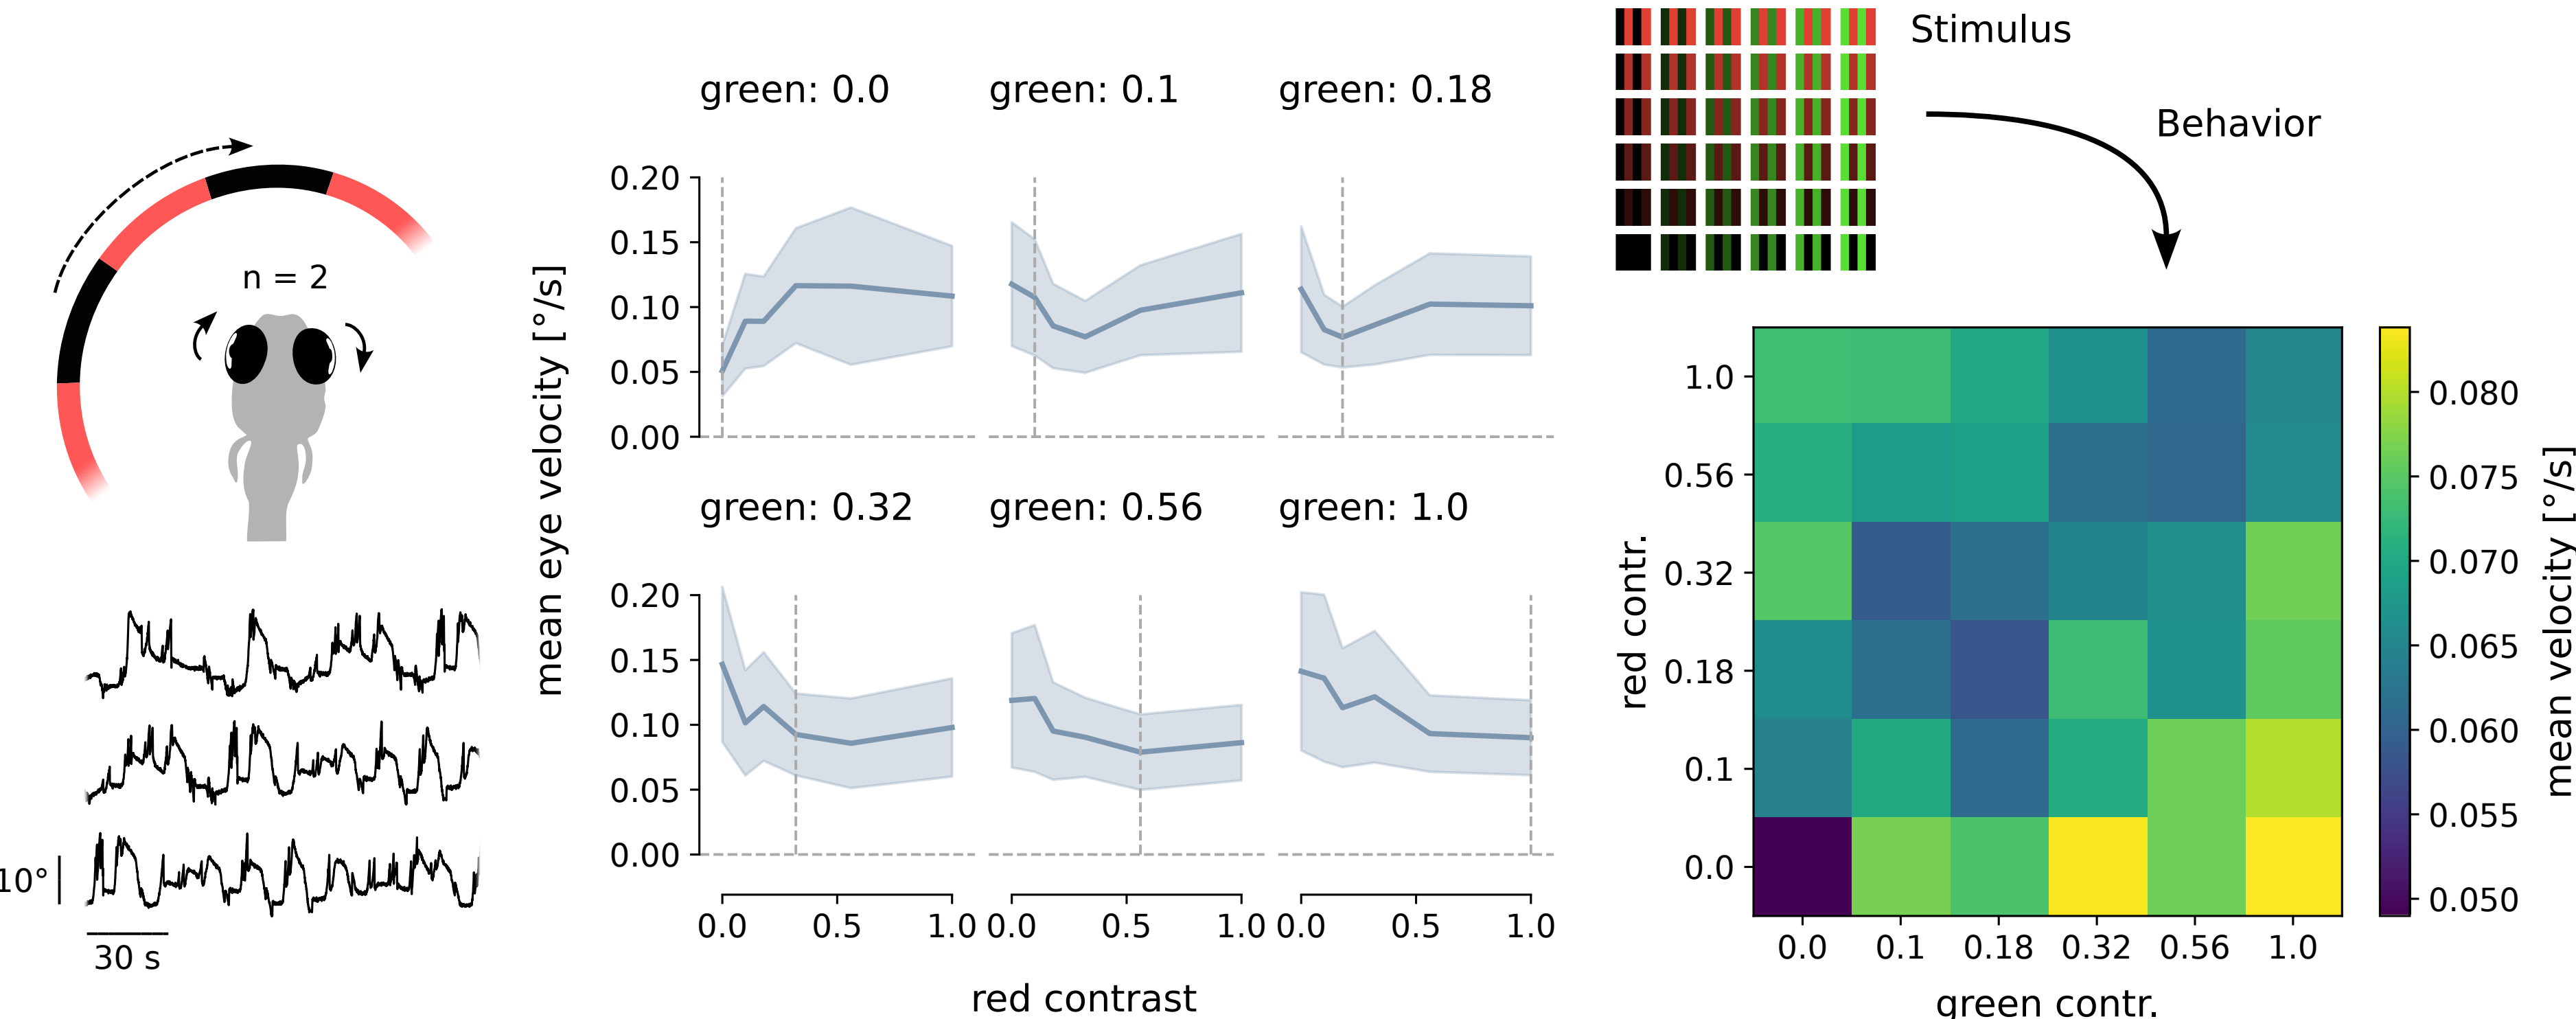 n = 2
10°
30 s
mean eye velocity [°/s]
green: 0.0
green: 0.1
green: 0.18
0.20
0.15
0.10
0.05
0.00
green: 0.32
green: 0.56
green: 1.0
0.20
0.15
0.10
0.05
0.00
0.0
0.5
1.0
0.0
0.5
1.0
0.0
0.5
1.0
red contrast
Stimulus
Behavior
red contr.
1.0
0.56
0.32
0.18
0.1
0.0
0.0
0.1
0.18
0.32
0.56
1.0
green contr.
0.080
0.075
0.070
0.065
0.060
0.055
0.050
mean velocity [°/s]